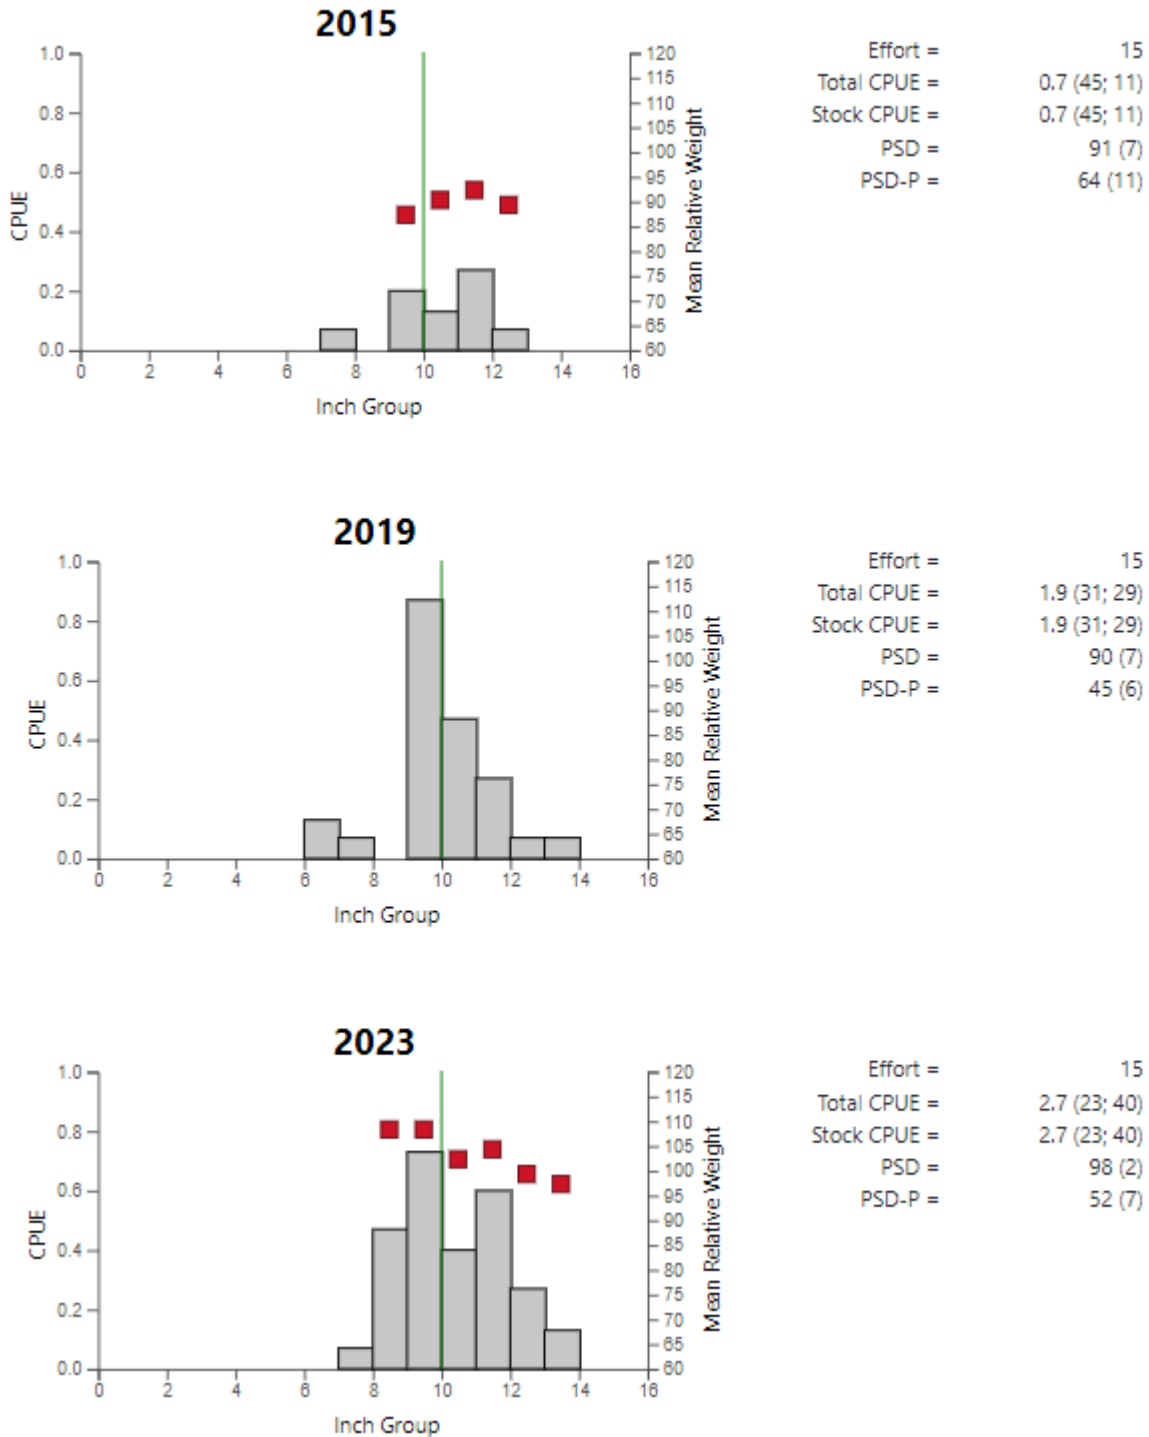 2015
1.0
0.8
0.6
0.4
0.2
0.0
CPUE
0 2 4 6 8 10 12 14 16
Inch Group
120
115
110
105
100
95
90
85
80
75
70
65
60
Mean Relative Weight
Effort = 15
Total CPUE = 0.7 (45; 11)
Stock CPUE = 0.7 (45; 11)
PSD = 91 (7)
PSD-P = 64 (11)
2019
1.0
0.8
0.6
0.4
0.2
0.0
CPUE
0 2 4 6 8 10 12 14 16
Inch Group
120
115
110
105
100
95
90
85
80
75
70
65
60
Mean Relative Weight
Effort = 15
Total CPUE = 1.9 (31; 29)
Stock CPUE = 1.9 (31; 29)
PSD = 90 (7)
PSD-P = 45 (6)
2023
1.0
0.8
0.6
0.4
0.2
0.0
CPUE
0 2 4 6 8 10 12 14 16
Inch Group
120
115
110
105
100
95
90
85
80
75
70
65
60
Mean Relative Weight
Effort = 15
Total CPUE = 2.7 (23; 40)
Stock CPUE = 2.7 (23; 40)
PSD = 98 (2)
PSD-P = 52 (7)